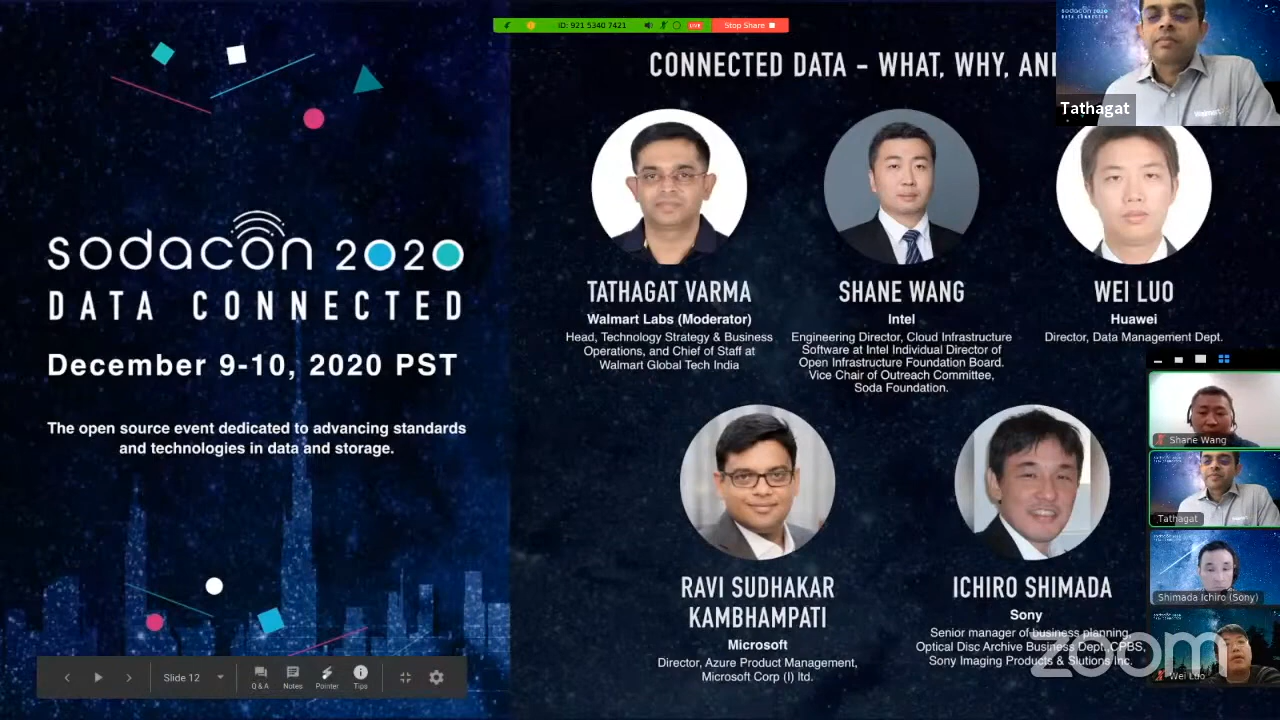 sodacon 2020
DATA CONNECTED
December 9-10, 2020 PST
The open source event dedicated to advancing standards
and technologies in data and storage.
Slide 12
Q & A
Notes
Pointer
Tips
ID: 921 5340 7421
LIVE
Stop Share
CONNECTED DATA – WHAT, WHY, AN
sodacon 2020
DATA CONNECTED
Walmart
Tathagat
TATHAGAT VARMA
Walmart Labs (Moderator)
Head, Technology Strategy & Business
Operations, and Chief of Staff at
Walmart Global Tech India
SHANE WANG
Intel
Engineering Director, Cloud Infrastructure
Software at Intel Individual Director of
Open Infrastructure Foundation Board.
Vice Chair of Outreach Committee,
Soda Foundation.
WEI LUO
Huawei
Director, Data Management Dept.
RAVI SUDHAKAR
KAMBHAMPATI
Microsoft
Director, Azure Product Management,
Microsoft Corp (I) ltd.
ICHIRO SHIMADA
Sony
Senior manager of business planning,
Optical Disc Archive Business Dept.,CPBS,
Sony Imaging Products & Slutions Inc.
Shane Wang
Tathagat
Shimada Ichiro (Sony)
Wei Luo
zoom